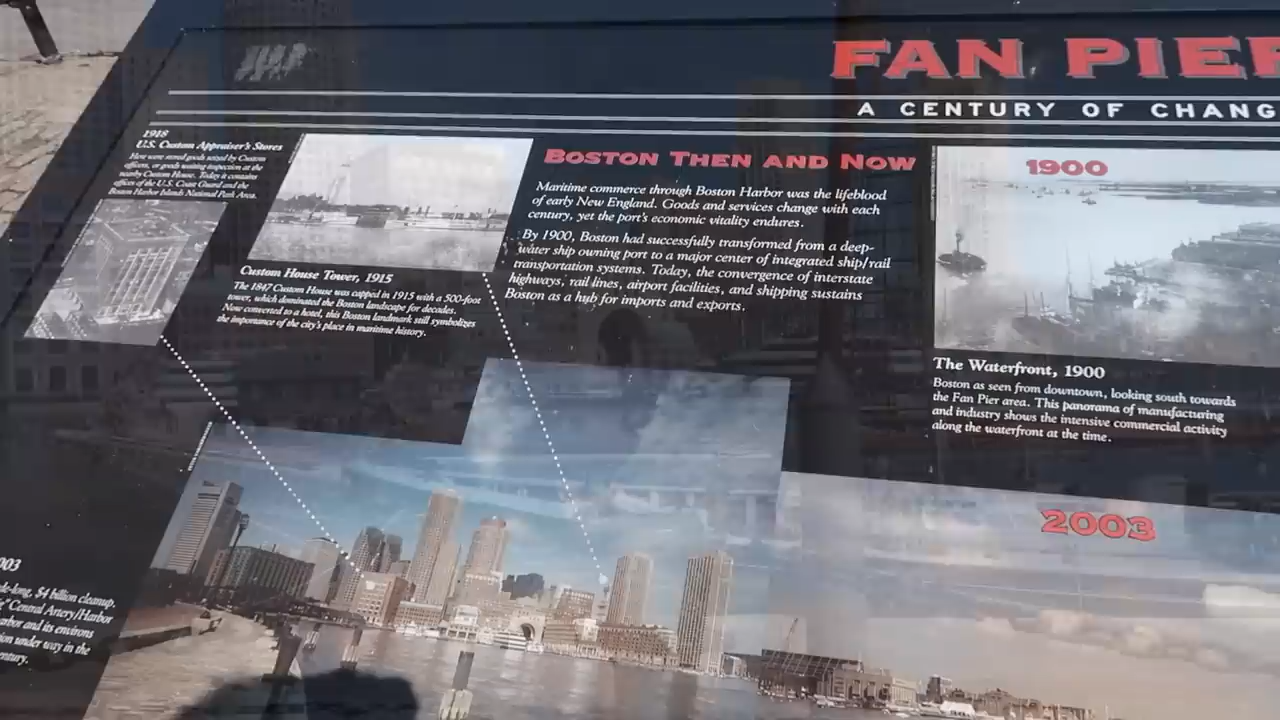 FAN PIER
A CENTURY OF CHANG
1918
U.S. Custom Appraiser's Stores
Here were stored goods seized by Custom
officers, or goods waiting inspection at the
nearby Custom House. Today it contains
offices of the U.S. Coast Guard and the
Boston Harbor Islands National Park Area.
Custom House Tower, 1915
The 1847 Custom House was capped in 1915 with a 500-foot
tower, which dominated the Boston landscape for decades.
Now converted to a hotel, this Boston landmark still symbolizes
the importance of the city's place in maritime history.
BOSTON THEN AND NOW
Maritime commerce through Boston Harbor was the lifeblood
of early New England. Goods and services change with each
century, yet the port's economic vitality endures.
By 1900, Boston had successfully transformed from a deep-
water ship owning port to a major center of integrated ship/rail
transportation systems. Today, the convergence of interstate
highways, rail lines, airport facilities, and shipping sustains
Boston as a hub for imports and exports.
1900
The Waterfront, 1900
Boston as seen from downtown, looking south towards
the Fan Pier area. This panorama of manufacturing
and industry shows the intensive commercial activity
along the waterfront at the time.
2003
003
de-long, $4 billion cleanup.
Central Artery/Harbor
arbor and its environs
ion under way in the
entury.